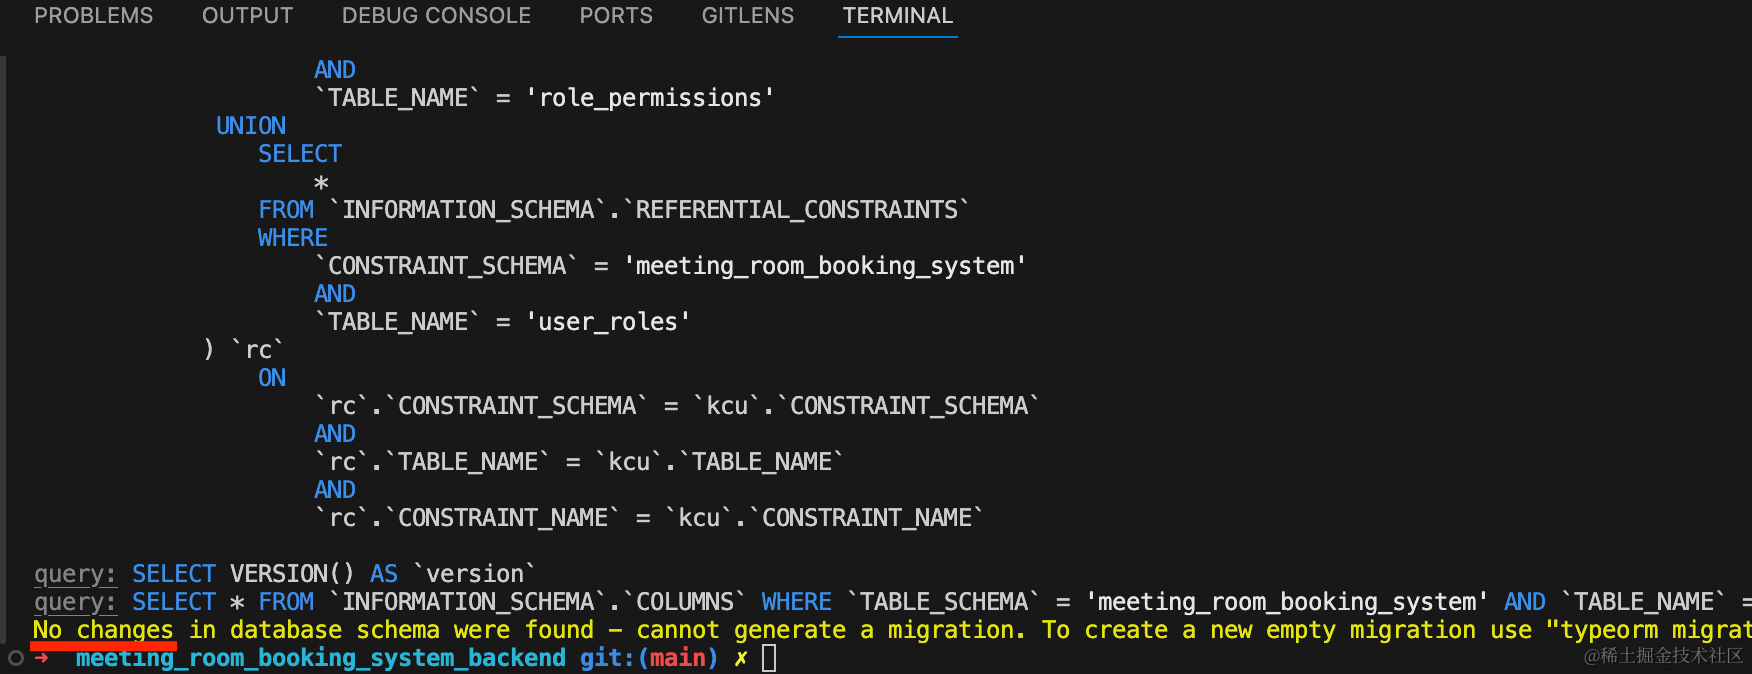 PROBLEMS OUTPUT DEBUG CONSOLE PORTS GITLENS TERMINAL
AND
`TABLE_NAME` = 'role_permissions'
UNION
SELECT
*
FROM `INFORMATION_SCHEMA`.`REFERENTIAL_CONSTRAINTS`
WHERE
`CONSTRAINT_SCHEMA` = 'meeting_room_booking_system'
AND
`TABLE_NAME` = 'user_roles'
) `rc`
ON
`rc`.`CONSTRAINT_SCHEMA` = `kcu`.`CONSTRAINT_SCHEMA`
AND
`rc`.`TABLE_NAME` = `kcu`.`TABLE_NAME`
AND
`rc`.`CONSTRAINT_NAME` = `kcu`.`CONSTRAINT_NAME`
query: SELECT VERSION() AS `version`
query: SELECT * FROM `INFORMATION_SCHEMA`.`COLUMNS` WHERE `TABLE_SCHEMA` = 'meeting_room_booking_system' AND `TABLE_NAME` =
No changes in database schema were found - cannot generate a migration. To create a new empty migration use "typeorm migrat
→ meeting_room_booking_system_backend git:(main) ✗
@稀土掘金技术社区